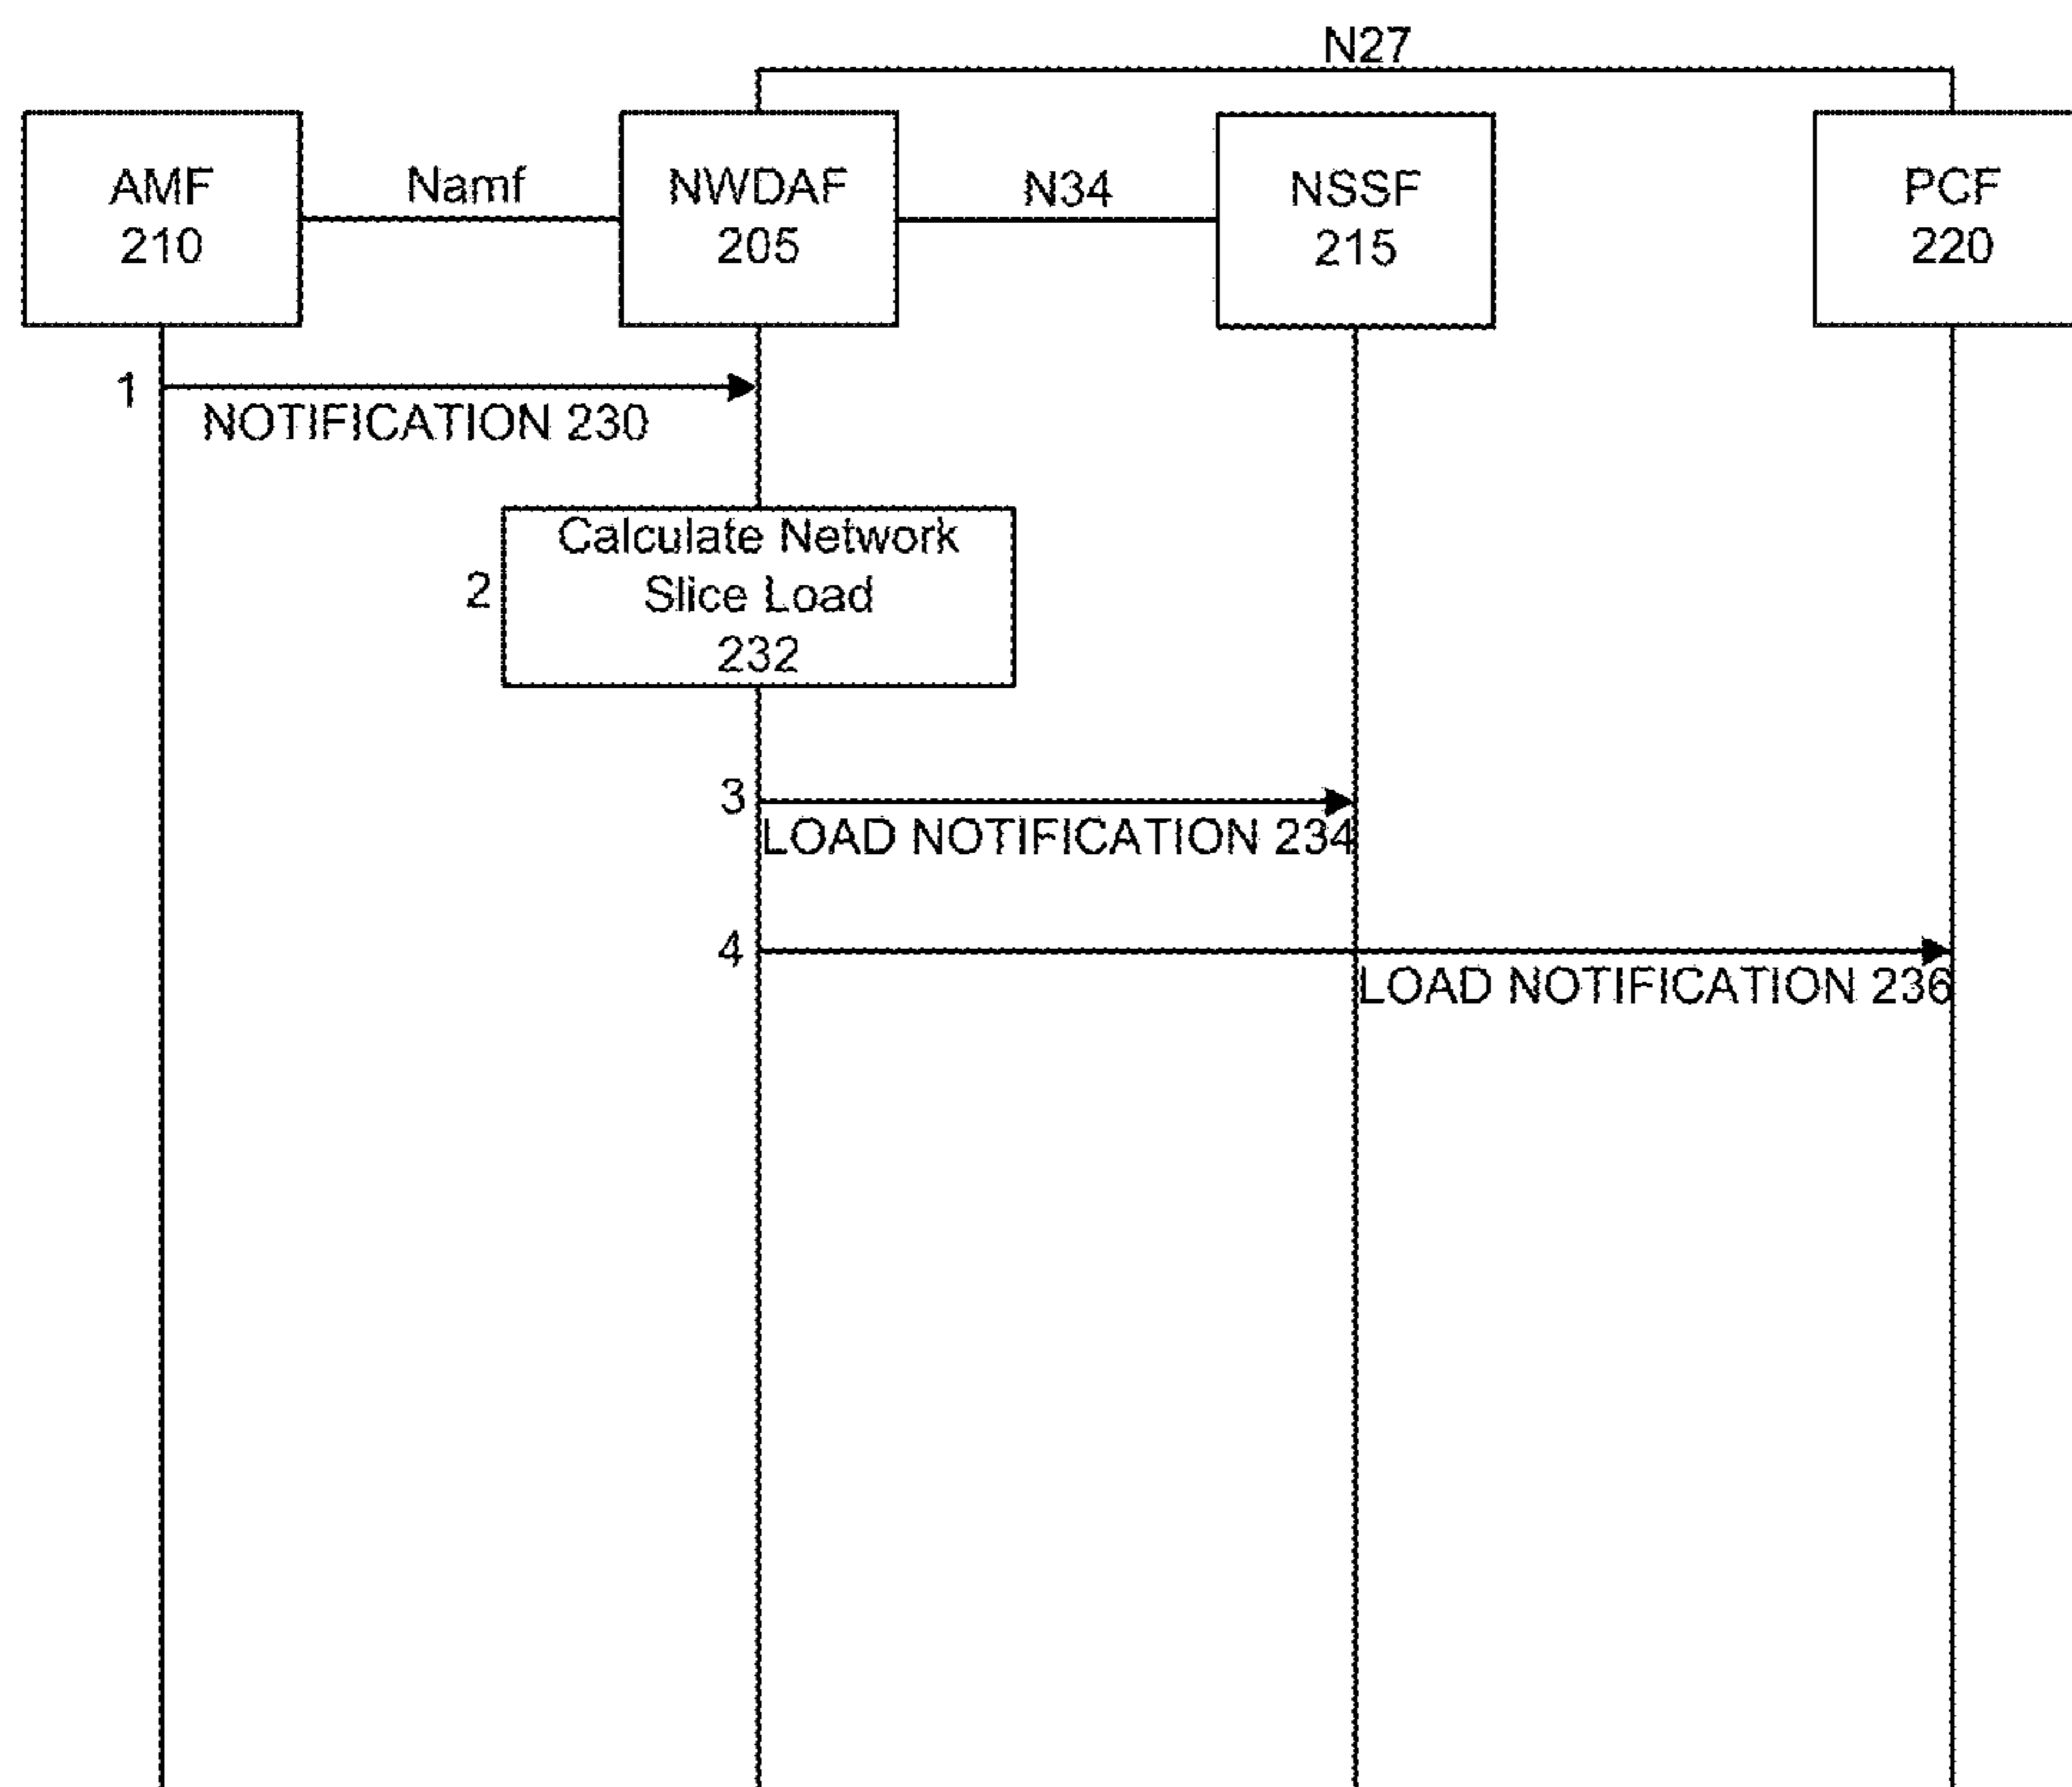 N27
AMF
210
Namf
NWDAF
205
N34
NSSF
215
PCF
220
1
NOTIFICATION 230
2
Calculate Network
Slice Load
232
3
LOAD NOTIFICATION 234
4
LOAD NOTIFICATION 236